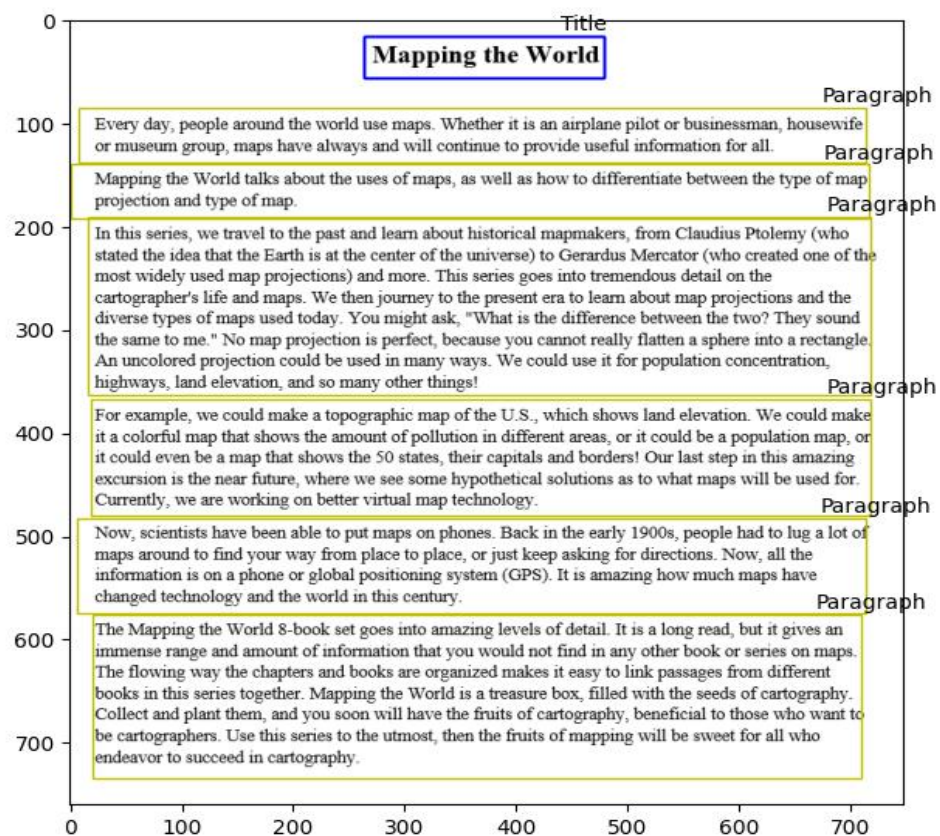 Title
Mapping the World
Paragraph
Every day, people around the world use maps. Whether it is an airplane pilot or businessman, housewife
or museum group, maps have always and will continue to provide useful information for all.
Paragraph
Mapping the World talks about the uses of maps, as well as how to differentiate between the type of map
projection and type of map.
Paragraph
In this series, we travel to the past and learn about historical mapmakers, from Claudius Ptolemy (who
stated the idea that the Earth is at the center of the universe) to Gerardus Mercator (who created one of the
most widely used map projections) and more. This series goes into tremendous detail on the
cartographer's life and maps. We then journey to the present era to learn about map projections and the
diverse types of maps used today. You might ask, "What is the difference between the two? They sound
the same to me." No map projection is perfect, because you cannot really flatten a sphere into a rectangle.
An uncolored projection could be used in many ways. We could use it for population concentration,
highways, land elevation, and so many other things!
Paragraph
For example, we could make a topographic map of the U.S., which shows land elevation. We could make
it a colorful map that shows the amount of pollution in different areas, or it could be a population map, or
it could even be a map that shows the 50 states, their capitals and borders! Our last step in this amazing
excursion is the near future, where we see some hypothetical solutions as to what maps will be used for.
Currently, we are working on better virtual map technology.
Paragraph
Now, scientists have been able to put maps on phones. Back in the early 1900s, people had to lug a lot of
maps around to find your way from place to place, or just keep asking for directions. Now, all the
information is on a phone or global positioning system (GPS). It is amazing how much maps have
changed technology and the world in this century.
Paragraph
The Mapping the World 8-book set goes into amazing levels of detail. It is a long read, but it gives an
immense range and amount of information that you would not find in any other book or series on maps.
The flowing way the chapters and books are organized makes it easy to link passages from different
books in this series together. Mapping the World is a treasure box, filled with the seeds of cartography.
Collect and plant them, and you soon will have the fruits of cartography, beneficial to those who want to
be cartographers. Use this series to the utmost, then the fruits of mapping will be sweet for all who
endeavor to succeed in cartography.
0
100
200
300
400
500
600
700
0 100 200 300 400 500 600 700